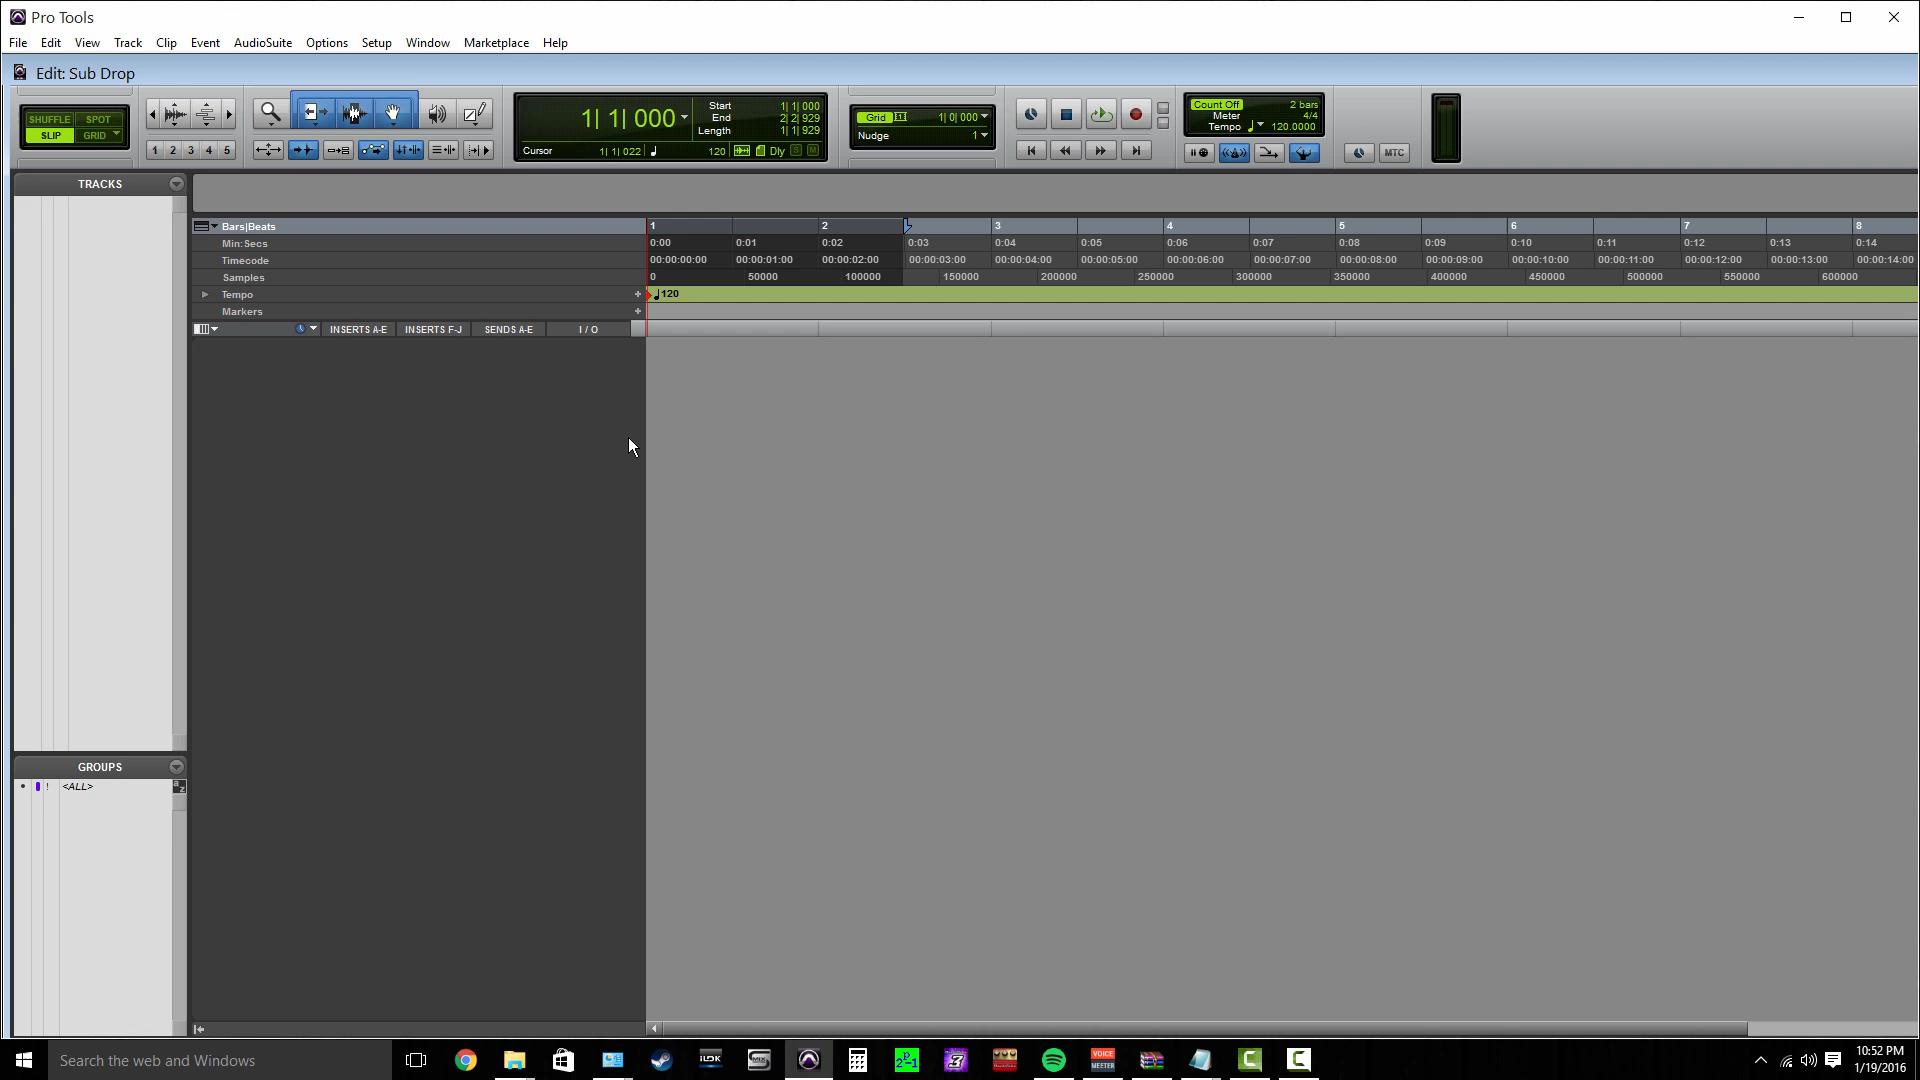 Pro Tools
File Edit View Track Clip Event AudioSuite Options Setup Window Marketplace Help
Edit: Sub Drop
SHUFFLE SPOT
SLIP GRID
1 2 3 4 5
1| 1| 000
Start 1| 1| 000
End 2| 2| 929
Length 1| 1| 929
Cursor 1| 1| 022 120 Dly S M
Grid 1| 0| 000
Nudge 1
Count Off 2 bars
Meter 4/4
Tempo 120.0000
MTC
TRACKS
Bars|Beats 1 2 3 4 5 6 7 8
Min:Secs 0:00 0:01 0:02 0:03 0:04 0:05 0:06 0:07 0:08 0:09 0:10 0:11 0:12 0:13 0:14
Timecode 00:00:00:00 00:00:01:00 00:00:02:00 00:00:03:00 00:00:04:00 00:00:05:00 00:00:06:00 00:00:07:00 00:00:08:00 00:00:09:00 00:00:10:00 00:00:11:00 00:00:12:00 00:00:13:00 00:00:14:00
Samples 0 50000 100000 150000 200000 250000 300000 350000 400000 450000 500000 550000 600000
Tempo + 120
Markers +
INSERTS A-E INSERTS F-J SENDS A-E I / O
GROUPS
! <ALL> a z
Search the web and Windows
VOICE
MEETER
10:52 PM
1/19/2016